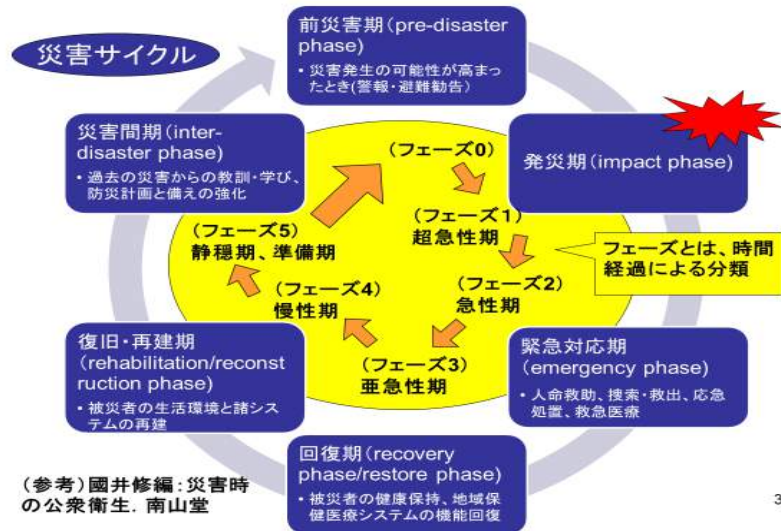 災害サイクル
前災害期(pre-disaster
phase)
• 災害発生の可能性が高まっ
たとき(警報・避難勧告)
発災期(impact phase)
緊急対応期
(emergency phase)
• 人命救助、捜索・救出、応急
処置、救急医療
回復期(recovery
phase/restore phase)
• 被災者の健康保持、地域保
健医療システムの機能回復
復旧・再建期
(rehabilitation/reconst
ruction phase)
• 被災者の生活環境と諸シス
テムの再建
災害間期(inter-
disaster phase)
• 過去の災害からの教訓・学び、
防災計画と備えの強化
(フェーズ0)
(フェーズ1)
超急性期
(フェーズ2)
急性期
(フェーズ3)
亜急性期
(フェーズ4)
慢性期
(フェーズ5)
静穏期、準備期
フェーズとは、時間
経過による分類
(参考)國井修編:災害時
の公衆衛生. 南山堂
3